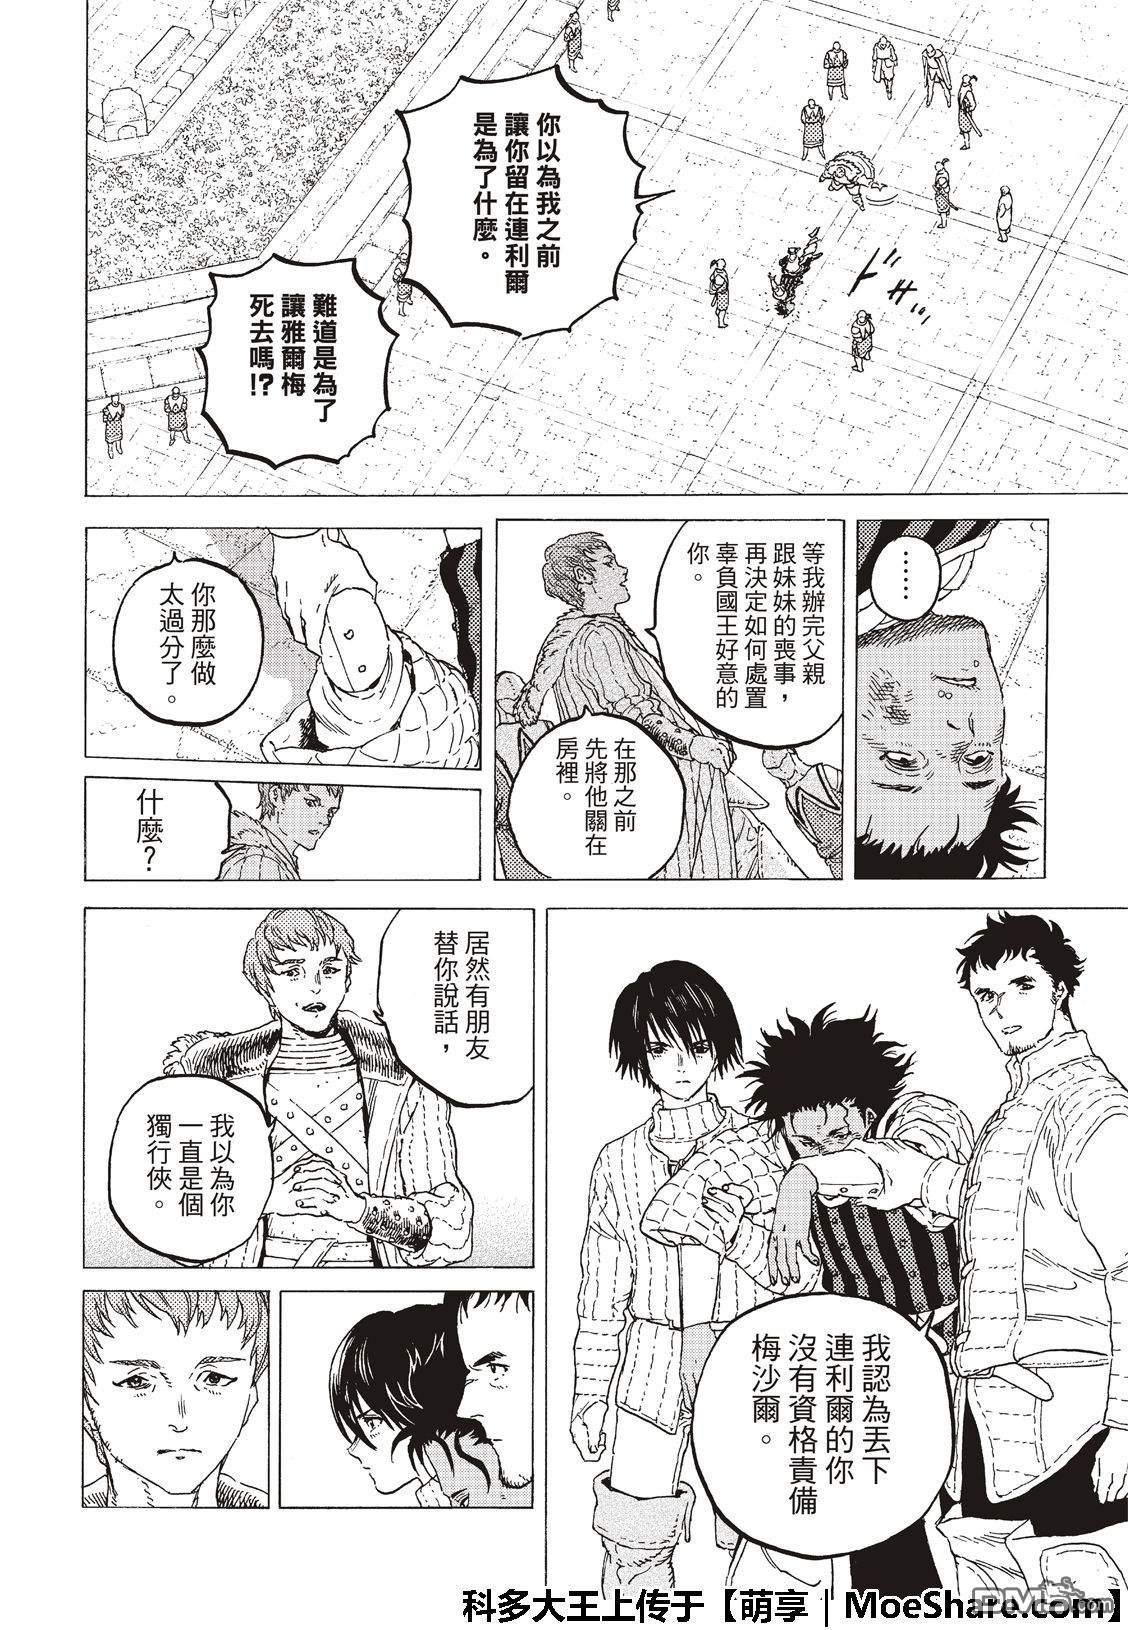 你以為我之前
讓你留在連利爾
是為了什麼。
難道是為了
讓雅爾梅
死去嗎!?
ドサ
……
等我辦完父親
跟妹妹的喪事，
再決定如何處置
辜負國王好意的
你。
在那之前
先將他關在
房裡。
你那麼做
太過分了。
什麼?
我認為丟下
連利爾的你
沒有資格責備
梅沙爾。
居然有朋友
替你說話，
我以為你
一直是個
獨行俠。
科多大王上传于【萌享｜MoeShare.com】